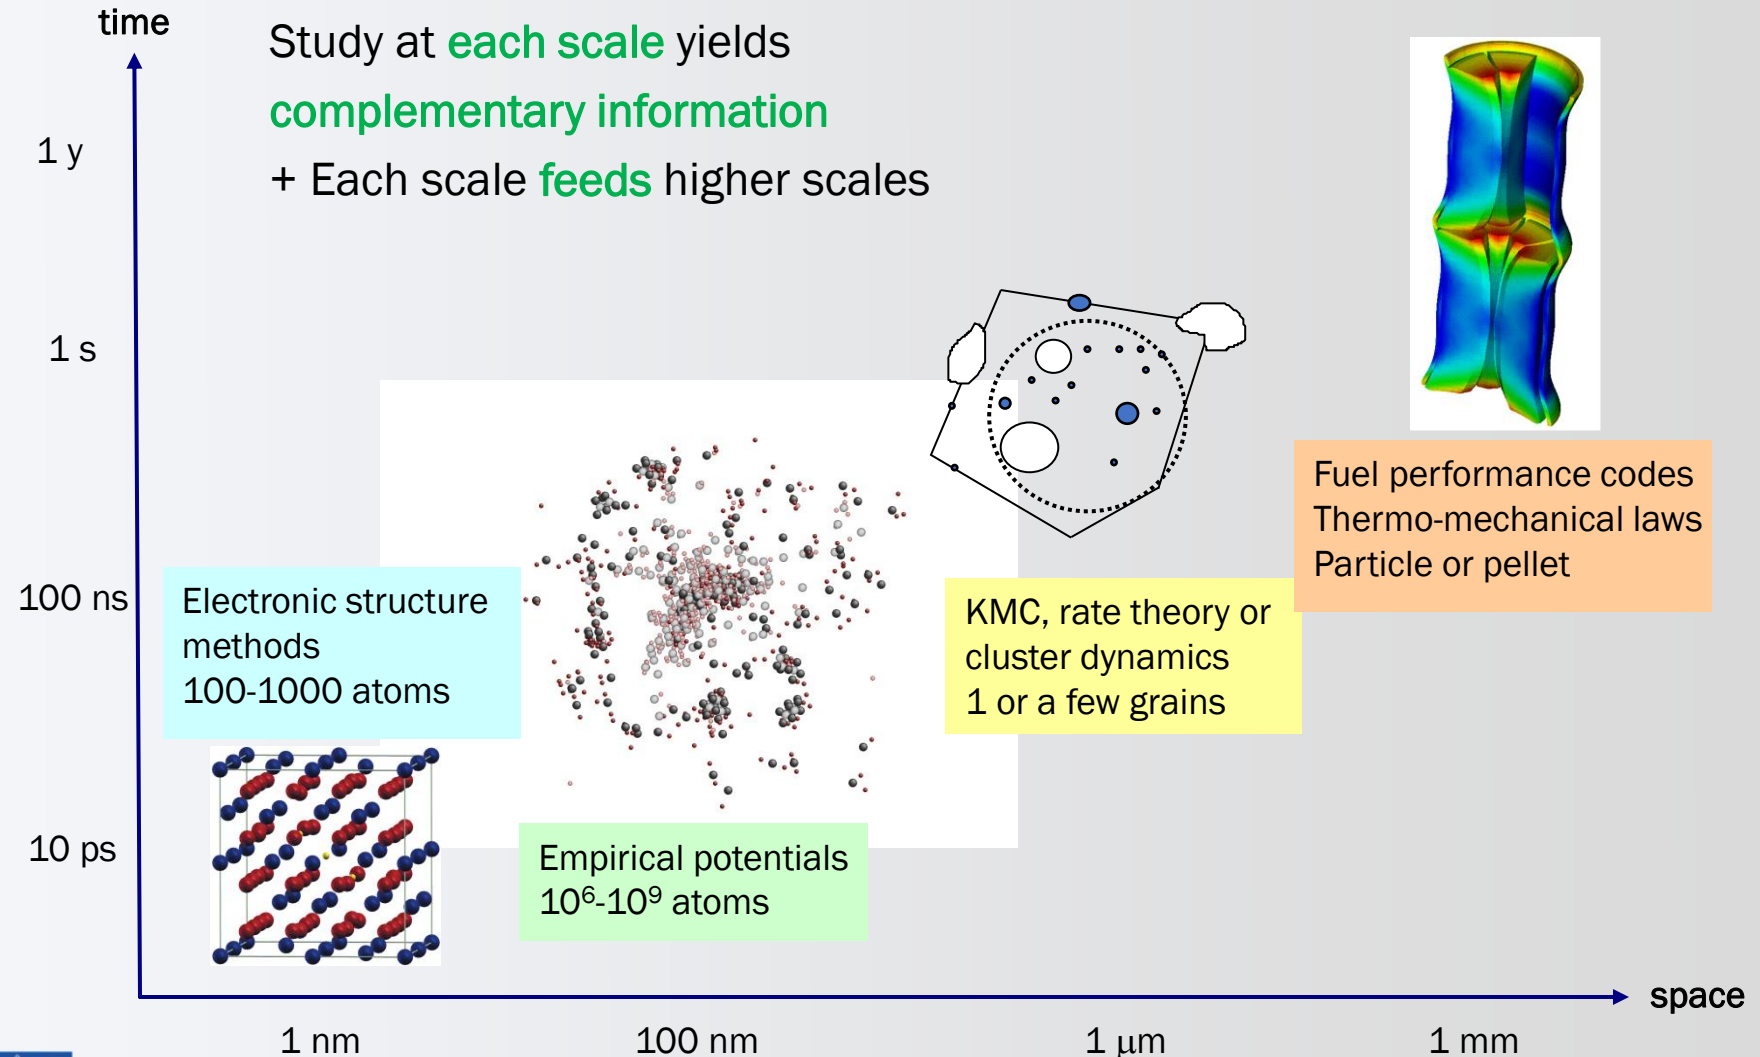 time
Study at each scale yields
complementary information
+ Each scale feeds higher scales
1 y
1 s
100 ns
10 ps
Electronic structure
methods
100-1000 atoms
Empirical potentials
10⁶-10⁹ atoms
KMC, rate theory or
cluster dynamics
1 or a few grains
Fuel performance codes
Thermo-mechanical laws
Particle or pellet
space
1 nm
100 nm
1 μm
1 mm